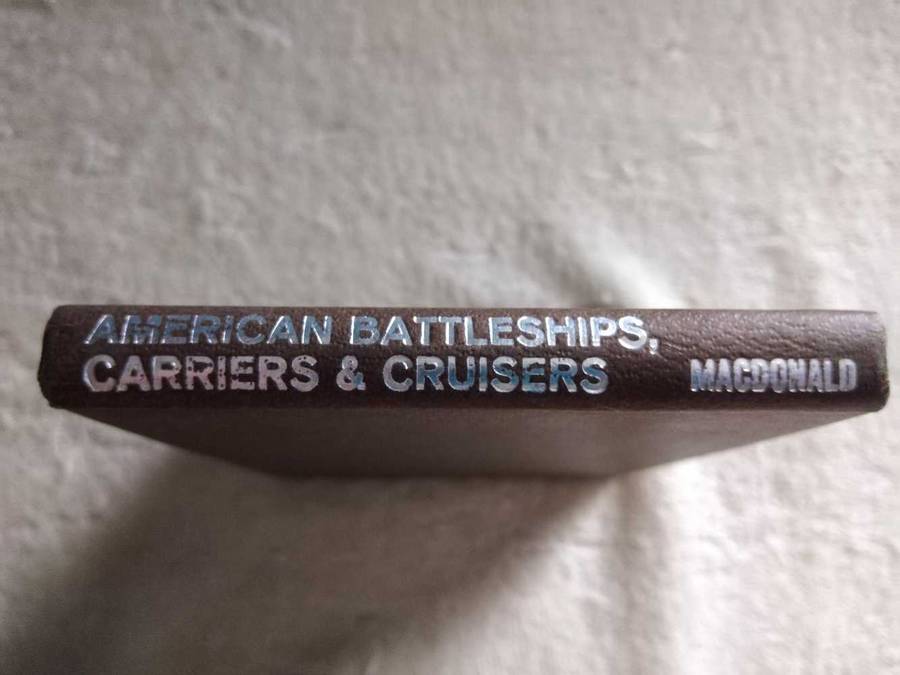 AMERICAN BATTLESHIPS,
CARRIERS & CRUISERS
MACDONALD